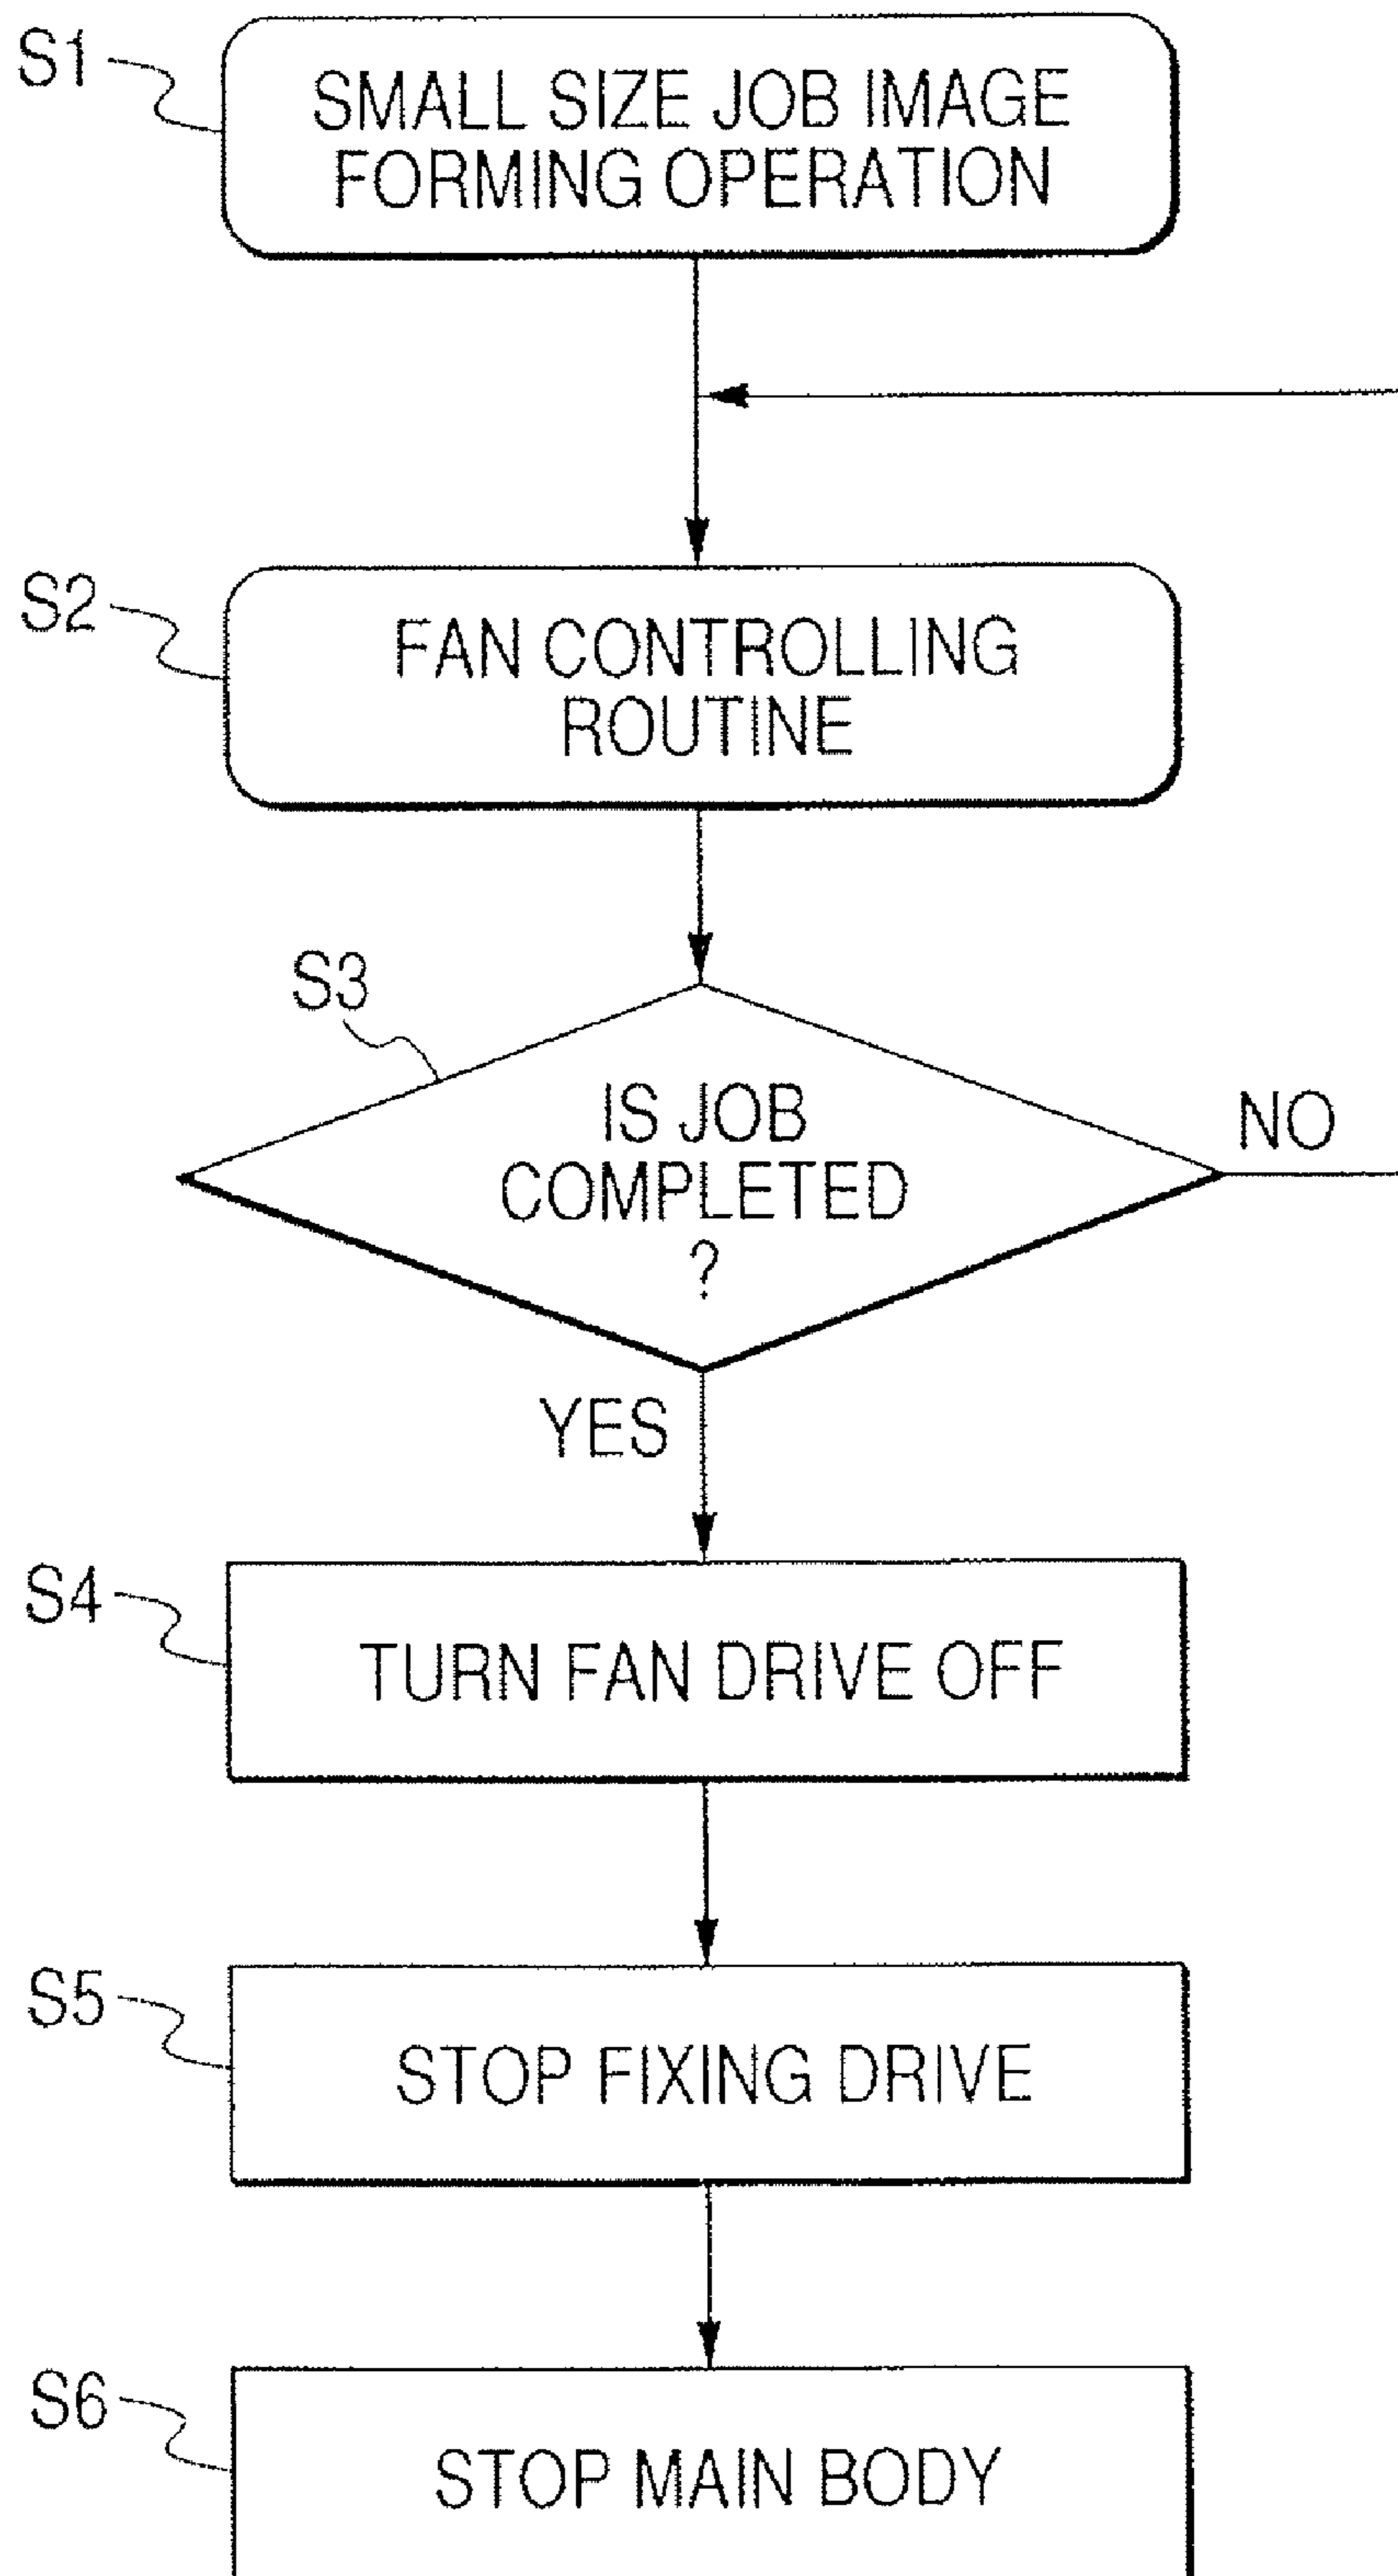 S1
SMALL SIZE JOB IMAGE
FORMING OPERATION
S2
FAN CONTROLLING
ROUTINE
S3
IS JOB
COMPLETED
?
NO
YES
S4
TURN FAN DRIVE OFF
S5
STOP FIXING DRIVE
S6
STOP MAIN BODY